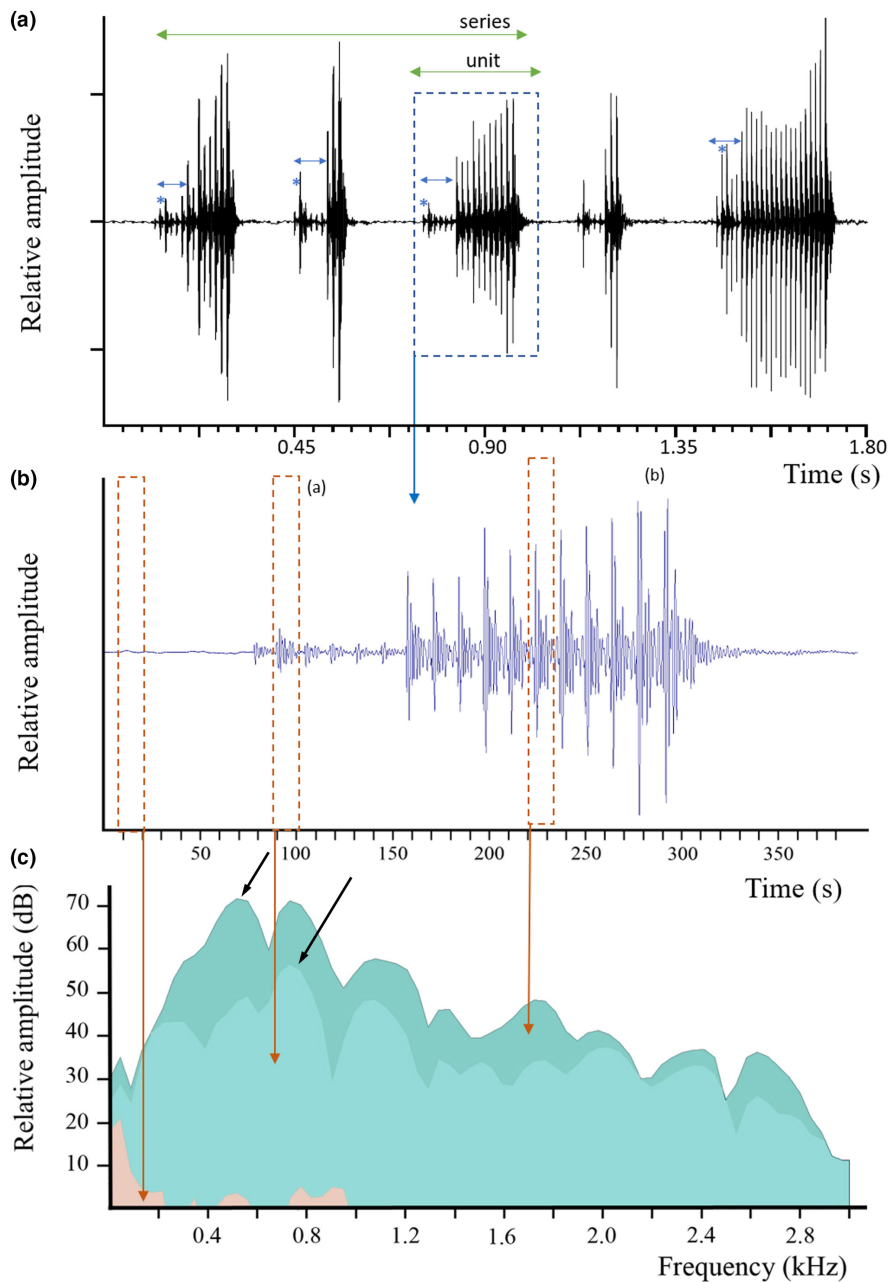 (a)
series
unit
*
*
*
*
Relative amplitude
0.45
0.90
1.35
1.80
Time (s)
(b)
(a)
(b)
Relative amplitude
50
100
150
200
250
300
350
Time (s)
(c)
Relative amplitude (dB)
70
60
50
40
30
20
10
0.4
0.8
1.2
1.6
2.0
2.4
2.8
Frequency (kHz)